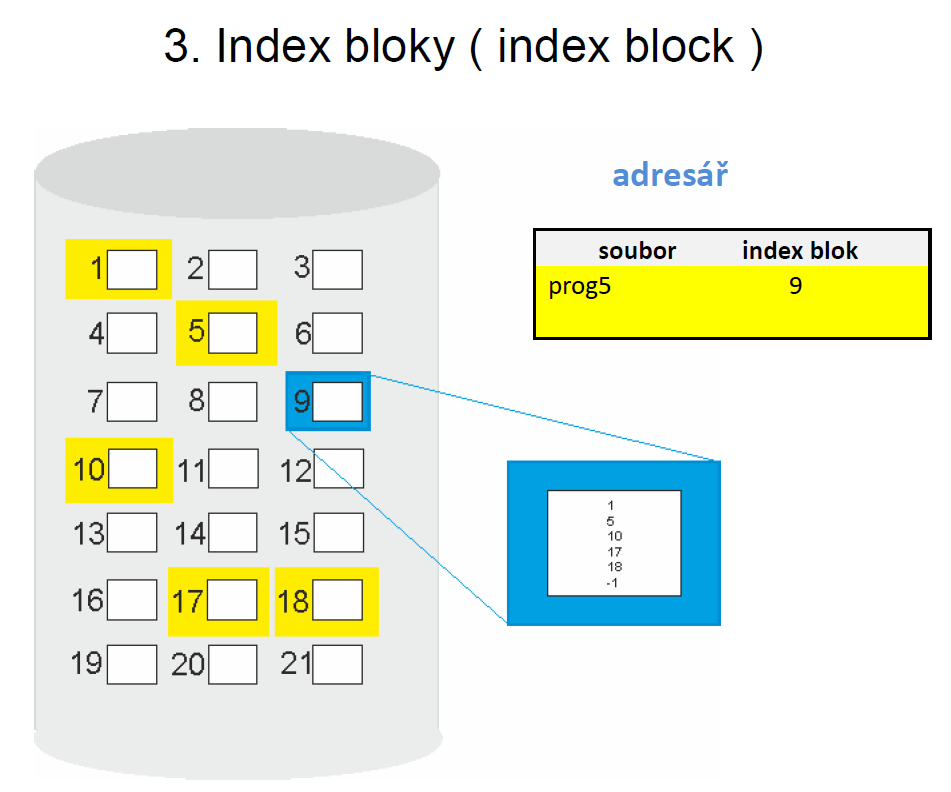 3. Index bloky ( index block )
adresář
soubor index blok
prog5 9
1 2 3
4 5 6
7 8 9
10 11 12
13 14 15
16 17 18
19 20 21
1
5
10
17
18
-1